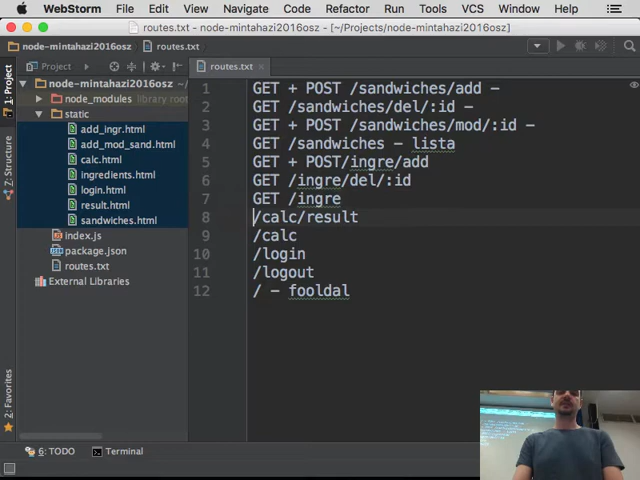 WebStorm File Edit View Navigate Code Refactor Run Tools VCS Window
routes.txt - node-mintahazi2016osz - [~/Projects/node-mintahazi2016osz]
node-mintahazi2016osz routes.txt
1: Project
Project
routes.txt
node-mintahazi2016osz
node_modules library root
static
add_ingr.html
add_mod_sand.html
calc.html
ingredients.html
login.html
result.html
sandwiches.html
index.js
package.json
routes.txt
External Libraries
7: Structure
2: Favorites
1 GET + POST /sandwiches/add -
2 GET /sandwiches/del/:id -
3 GET + POST /sandwiches/mod/:id -
4 GET /sandwiches - lista
5 GET + POST/ingre/add
6 GET /ingre/del/:id
7 GET /ingre
8 /calc/result
9 /calc
10 /login
11 /logout
12 / - fooldal
6: TODO Terminal